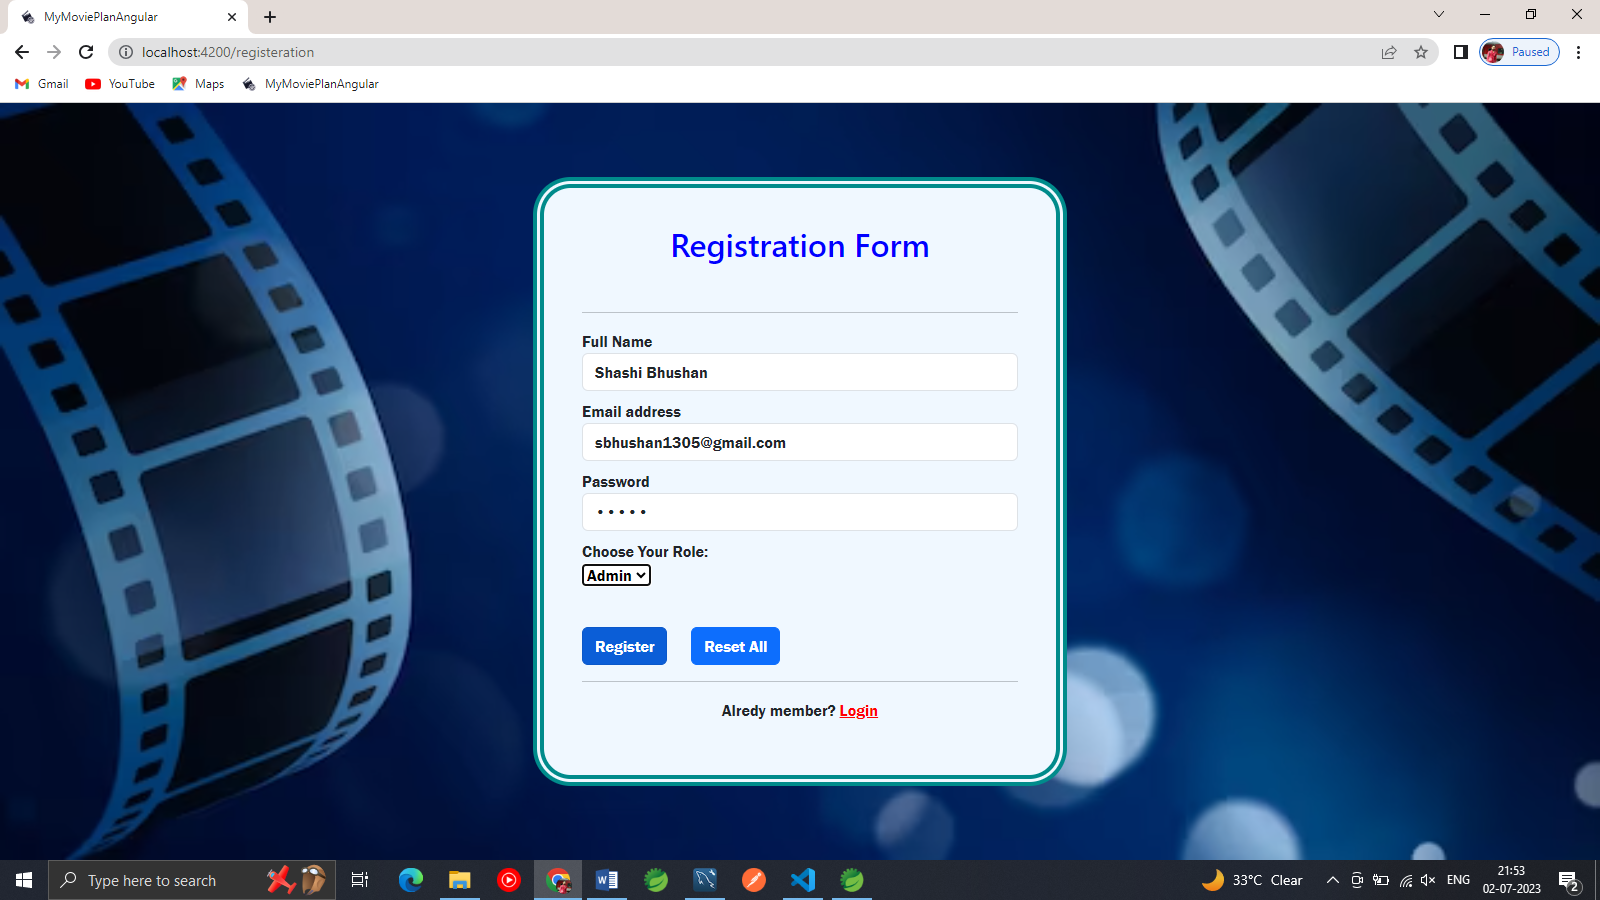 MyMoviePlanAngular
localhost:4200/registeration
Paused
Gmail YouTube Maps MyMoviePlanAngular
Registration Form
Full Name
Shashi Bhushan
Email address
sbhushan1305@gmail.com
Password
•••••
Choose Your Role:
Admin
Register Reset All
Alredy member? Login
Type here to search
33°C Clear
ENG
21:53
02-07-2023
2